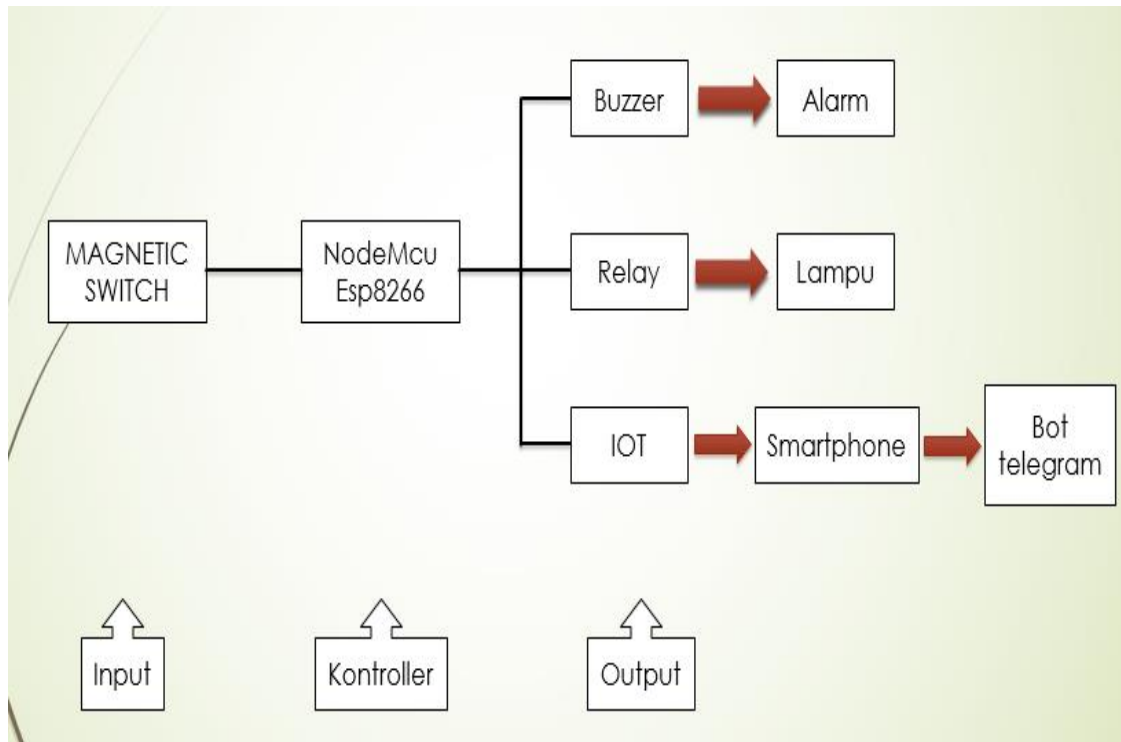 Buzzer
Alarm
MAGNETIC
SWITCH
NodeMcu
Esp8266
Relay
Lampu
IOT
Smartphone
Bot
telegram
Input
Kontroller
Output